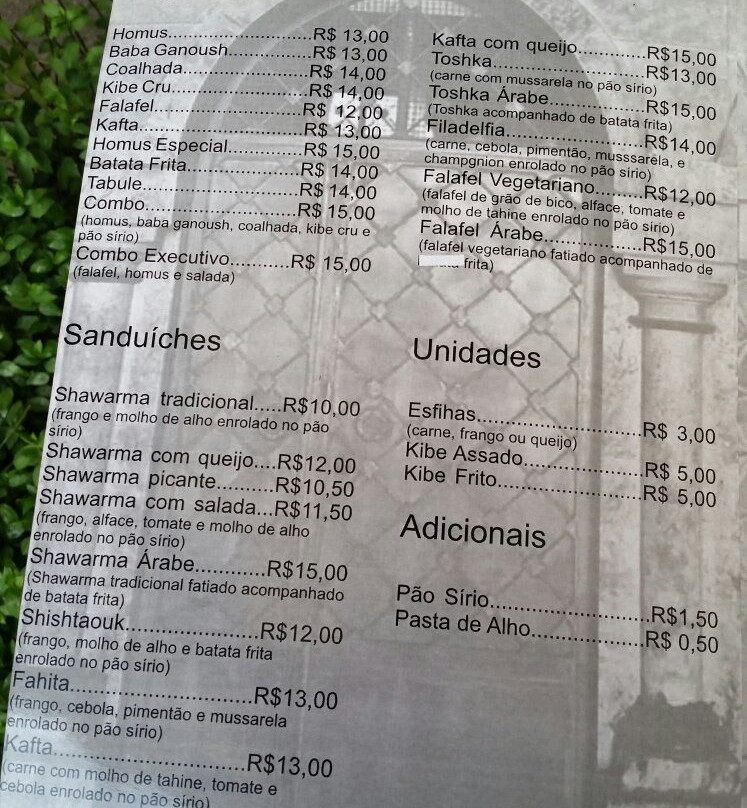 Homus..............................R$ 13,00
Baba Ganoush.................R$ 13,00
Coalhada..........................R$ 14,00
Kibe Cru............................R$ 14,00
Falafel...............................R$ 12,00
Kafta..................................R$ 13,00
Homus Especial...............R$ 15,00
Batata Frita.......................R$ 14,00
Tabule................................R$ 14,00
Combo...............................R$ 15,00
(homus, baba ganoush, coalhada, kibe cru e
pão sírio)
Combo Executivo..........R$ 15,00
(falafel, homus e salada)
Sanduíches
Shawarma tradicional.....R$10,00
(frango e molho de alho enrolado no pão
sírio)
Shawarma com queijo....R$12,00
Shawarma picante.........R$10,50
Shawarma com salada...R$11,50
(frango, alface, tomate e molho de alho
enrolado no pão sírio)
Shawarma Árabe............R$15,00
(Shawarma tradicional fatiado acompanhado
de batata frita)
Shishtaouk......................R$12,00
(frango, molho de alho e batata frita
enrolado no pão sírio)
Fahita..............................R$13,00
(frango, cebola, pimentão e mussarela
enrolado no pão sírio)
Kafta................................R$13,00
(carne com molho de tahine, tomate e
cebola enrolado no pão sírio)
Kafta com queijo............R$15,00
Toshka...............................R$13,00
(carne com mussarela no pão sírio)
Toshka Árabe.................R$15,00
(Toshka acompanhado de batata frita)
Filadelfia...........................R$14,00
(carne, cebola, pimentão, musssarela, e
champgnion enrolado no pão sírio)
Falafel Vegetariano........R$12,00
(falafel de grão de bico, alface, tomate e
molho de tahine enrolado no pão sírio)
Falafel Árabe................R$15,00
(falafel vegetariano fatiado acompanhado de
frita)
Unidades
Esfihas...........................R$ 3,00
(carne, frango ou queijo)
Kibe Assado....................R$ 5,00
Kibe Frito........................R$ 5,00
Adicionais
Pão Sírio..........................R$1,50
Pasta de Alho..................R$ 0,50